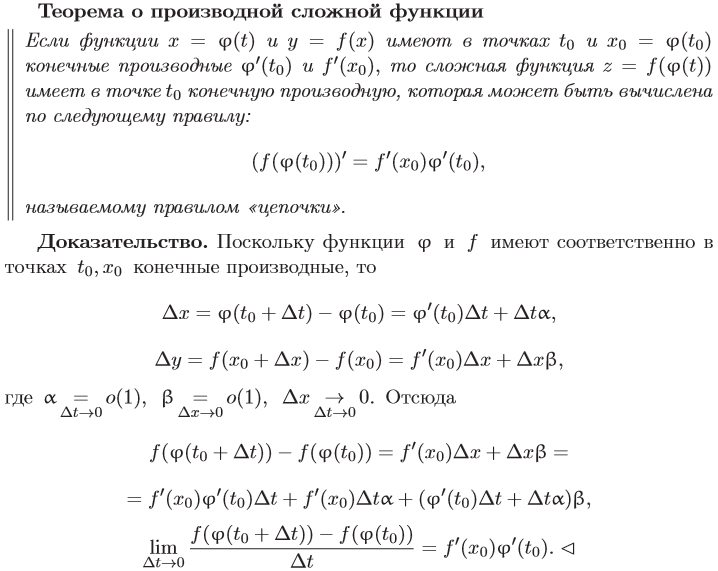 Теорема о производной сложной функции
Если функции x = φ(t) и y = f(x) имеют в точках t₀ и x₀ = φ(t₀)
конечные производные φ′(t₀) и f′(x₀), то сложная функция z = f(φ(t))
имеет в точке t₀ конечную производную, которая может быть вычислена
по следующему правилу:
(f(φ(t₀)))′ = f′(x₀)φ′(t₀),
называемому правилом «цепочки».
Доказательство. Поскольку функции φ и f имеют соответственно в
точках t₀, x₀ конечные производные, то
Δx = φ(t₀ + Δt) − φ(t₀) = φ′(t₀)Δt + Δtα,
Δy = f(x₀ + Δx) − f(x₀) = f′(x₀)Δx + Δxβ,
где α = o(1), β = o(1), Δx → 0. Отсюда
Δt→0 Δx→0 Δt→0
f(φ(t₀ + Δt)) − f(φ(t₀)) = f′(x₀)Δx + Δxβ =
= f′(x₀)φ′(t₀)Δt + f′(x₀)Δtα + (φ′(t₀)Δt + Δtα)β,
lim Δt→0 f(φ(t₀ + Δt)) − f(φ(t₀)) / Δt = f′(x₀)φ′(t₀). ◁